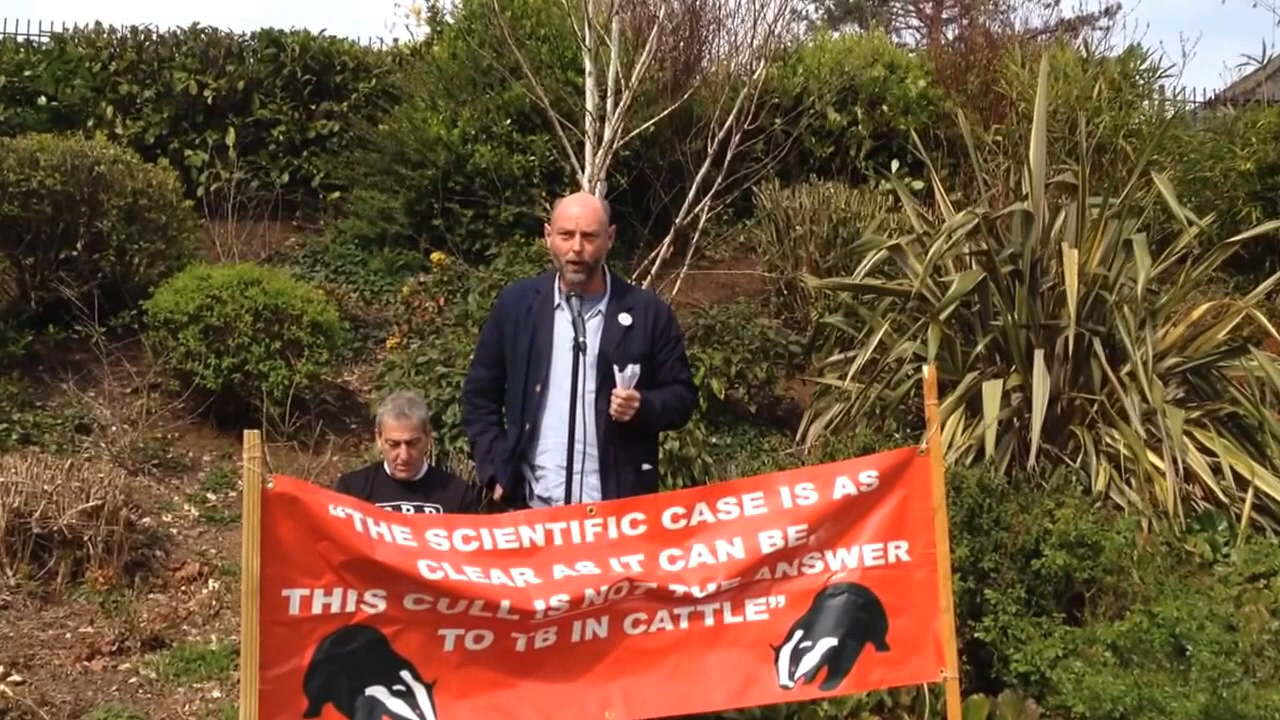 “THE SCIENTIFIC CASE IS AS
CLEAR AS IT CAN BE,
THIS CULL IS NOT THE ANSWER
TO TB IN CATTLE”